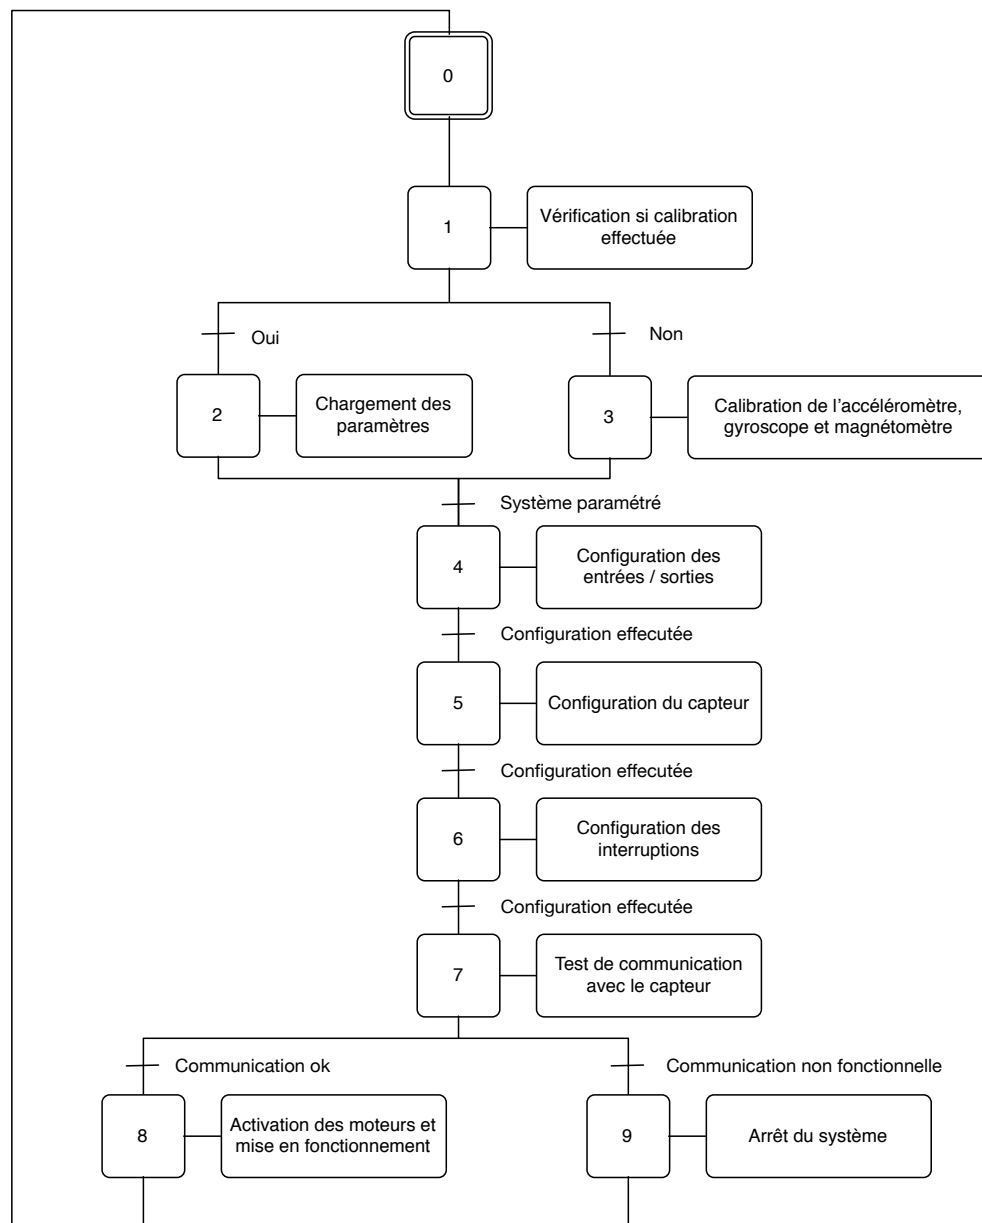 0
1
Vérification si calibration
effectuée
Oui
Non
2
Chargement des
paramètres
3
Calibration de l'accéléromètre,
gyroscope et magnétomètre
Système paramétré
4
Configuration des
entrées / sorties
Configuration effecutée
5
Configuration du capteur
Configuration effecutée
6
Configuration des
interruptions
Configuration effecutée
7
Test de communication
avec le capteur
Communication ok
Communication non fonctionnelle
8
Activation des moteurs et
mise en fonctionnement
9
Arrêt du système